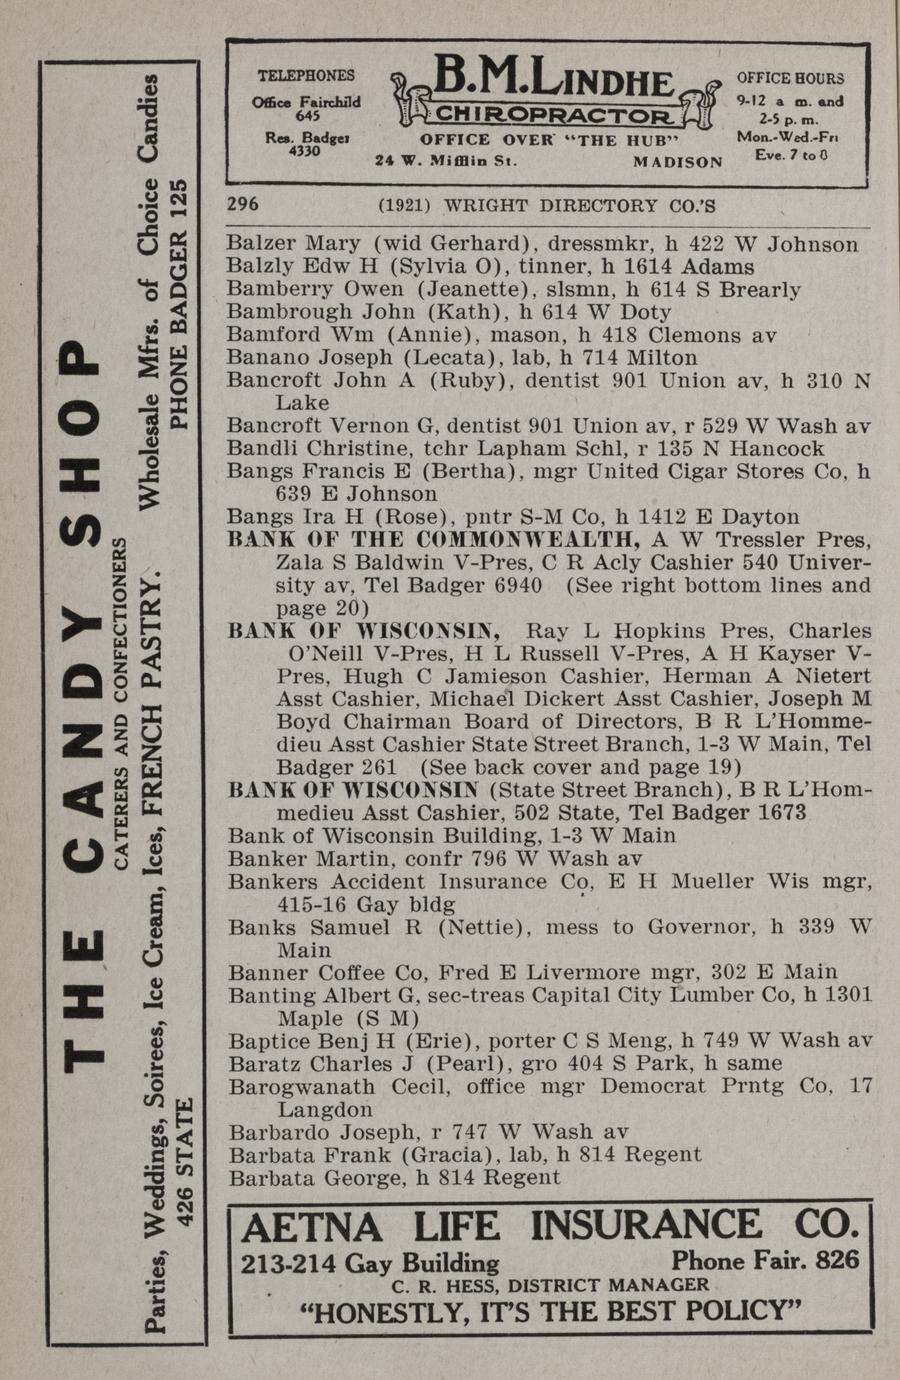 TELEPHONES
Office Fairchild
645
Res. Badger
4330
B.M.LINDHE
CHIROPRACTOR
OFFICE OVER "THE HUB"
24 W. Mifflin St. MADISON
OFFICE HOURS
9-12 a m. and
2-5 p. m.
Mon.-Wed.-Fri
Eve. 7 to 8
296 (1921) WRIGHT DIRECTORY CO.'S
Balzer Mary (wid Gerhard), dressmkr, h 422 W Johnson
Balzly Edw H (Sylvia O), tinner, h 1614 Adams
Bamberry Owen (Jeanette), slsmn, h 614 S Brearly
Bambrough John (Kath), h 614 W Doty
Bamford Wm (Annie), mason, h 418 Clemons av
Banano Joseph (Lecata), lab, h 714 Milton
Bancroft John A (Ruby), dentist 901 Union av, h 310 N
Lake
Bancroft Vernon G, dentist 901 Union av, r 529 W Wash av
Bandli Christine, tchr Lapham Schl, r 135 N Hancock
Bangs Francis E (Bertha), mgr United Cigar Stores Co, h
639 E Johnson
Bangs Ira H (Rose), pntr S-M Co, h 1412 E Dayton
BANK OF THE COMMONWEALTH, A W Tressler Pres,
Zala S Baldwin V-Pres, C R Acly Cashier 540 Univer-
sity av, Tel Badger 6940 (See right bottom lines and
page 20)
BANK OF WISCONSIN, Ray L Hopkins Pres, Charles
O'Neill V-Pres, H L Russell V-Pres, A H Kayser V-
Pres, Hugh C Jamieson Cashier, Herman A Nietert
Asst Cashier, Michael Dickert Asst Cashier, Joseph M
Boyd Chairman Board of Directors, B R L'Homme-
dieu Asst Cashier State Street Branch, 1-3 W Main, Tel
Badger 261 (See back cover and page 19)
BANK OF WISCONSIN (State Street Branch), B R L'Hom-
medieu Asst Cashier, 502 State, Tel Badger 1673
Bank of Wisconsin Building, 1-3 W Main
Banker Martin, confr 796 W Wash av
Bankers Accident Insurance Co, E H Mueller Wis mgr,
415-16 Gay bldg
Banks Samuel R (Nettie), mess to Governor, h 339 W
Main
Banner Coffee Co, Fred E Livermore mgr, 302 E Main
Banting Albert G, sec-treas Capital City Lumber Co, h 1301
Maple (S M)
Baptice Benj H (Erie), porter C S Meng, h 749 W Wash av
Baratz Charles J (Pearl), gro 404 S Park, h same
Barogwanath Cecil, office mgr Democrat Prntg Co, 17
Langdon
Barbardo Joseph, r 747 W Wash av
Barbata Frank (Gracia), lab, h 814 Regent
Barbata George, h 814 Regent
AETNA LIFE INSURANCE CO.
213-214 Gay Building Phone Fair. 826
C. R. HESS, DISTRICT MANAGER
"HONESTLY, IT'S THE BEST POLICY"
THE CANDY SHOP
CATERERS AND CONFECTIONERS
Parties, Weddings, Soirees, Ice Cream, Ices, FRENCH PASTRY. Wholesale Mfrs. of Choice Candies
426 STATE PHONE BADGER 125